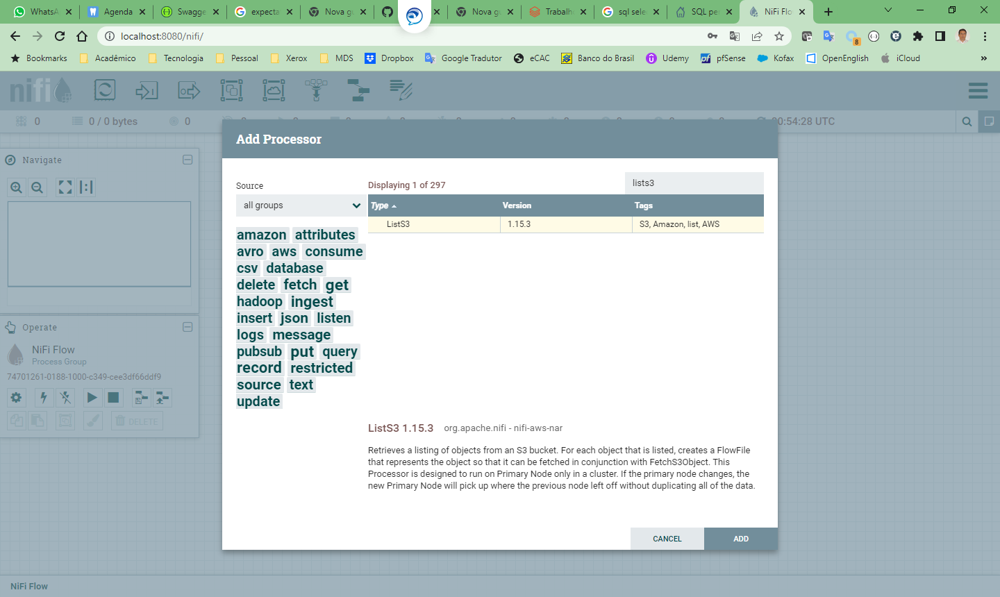 WhatsA
Agenda
Swagge
expecta
Nova gu
Nova gu
Trabalho
sql sele
SQL pe
NiFi Flo
localhost:8080/nifi/
8
Bookmarks
Acadêmico
Tecnologia
Pessoal
Xerox
MDS
Dropbox
Google Tradutor
eCAC
Banco do Brasil
Udemy
pfSense
Kofax
OpenEnglish
iCloud
»
nifi
0
0 / 0 bytes
0
0:54:28 UTC
Navigate
Operate
NiFi Flow
Process Group
74701261-0188-1000-c349-cee3df66ddf9
DELETE
Add Processor
Source
all groups
amazon attributes
avro aws consume
csv database
delete fetch get
hadoop ingest
insert json listen
logs message
pubsub put query
record restricted
source text
update
Displaying 1 of 297
lists3
Type Version Tags
ListS3 1.15.3 S3, Amazon, list, AWS
ListS3 1.15.3 org.apache.nifi - nifi-aws-nar
Retrieves a listing of objects from an S3 bucket. For each object that is listed, creates a FlowFile
that represents the object so that it can be fetched in conjunction with FetchS3Object. This
Processor is designed to run on Primary Node only in a cluster. If the primary node changes, the
new Primary Node will pick up where the previous node left off without duplicating all of the data.
CANCEL
ADD
NiFi Flow